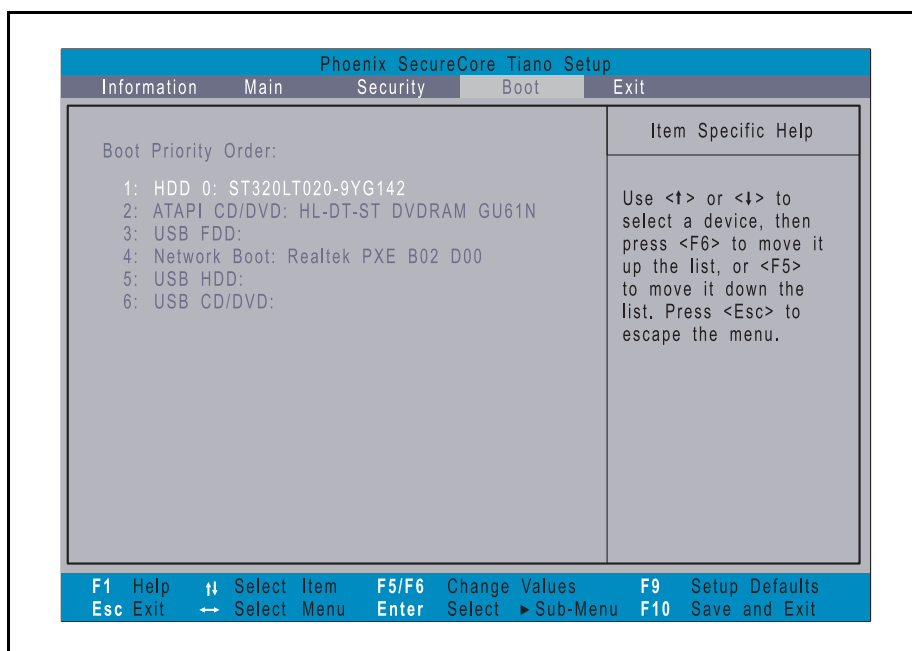 Phoenix SecureCore Tiano Setup
Information Main Security Boot Exit
Boot Priority Order:
1: HDD 0: ST320LT020-9YG142
2: ATAPI CD/DVD: HL-DT-ST DVDRAM GU61N
3: USB FDD:
4: Network Boot: Realtek PXE B02 D00
5: USB HDD:
6: USB CD/DVD:
Item Specific Help
Use <↑> or <↓> to
select a device, then
press <F6> to move it
up the list, or <F5>
to move it down the
list. Press <Esc> to
escape the menu.
F1 Help ↑↓ Select Item F5/F6 Change Values F9 Setup Defaults
Esc Exit ↔ Select Menu Enter Select ►Sub-Menu F10 Save and Exit